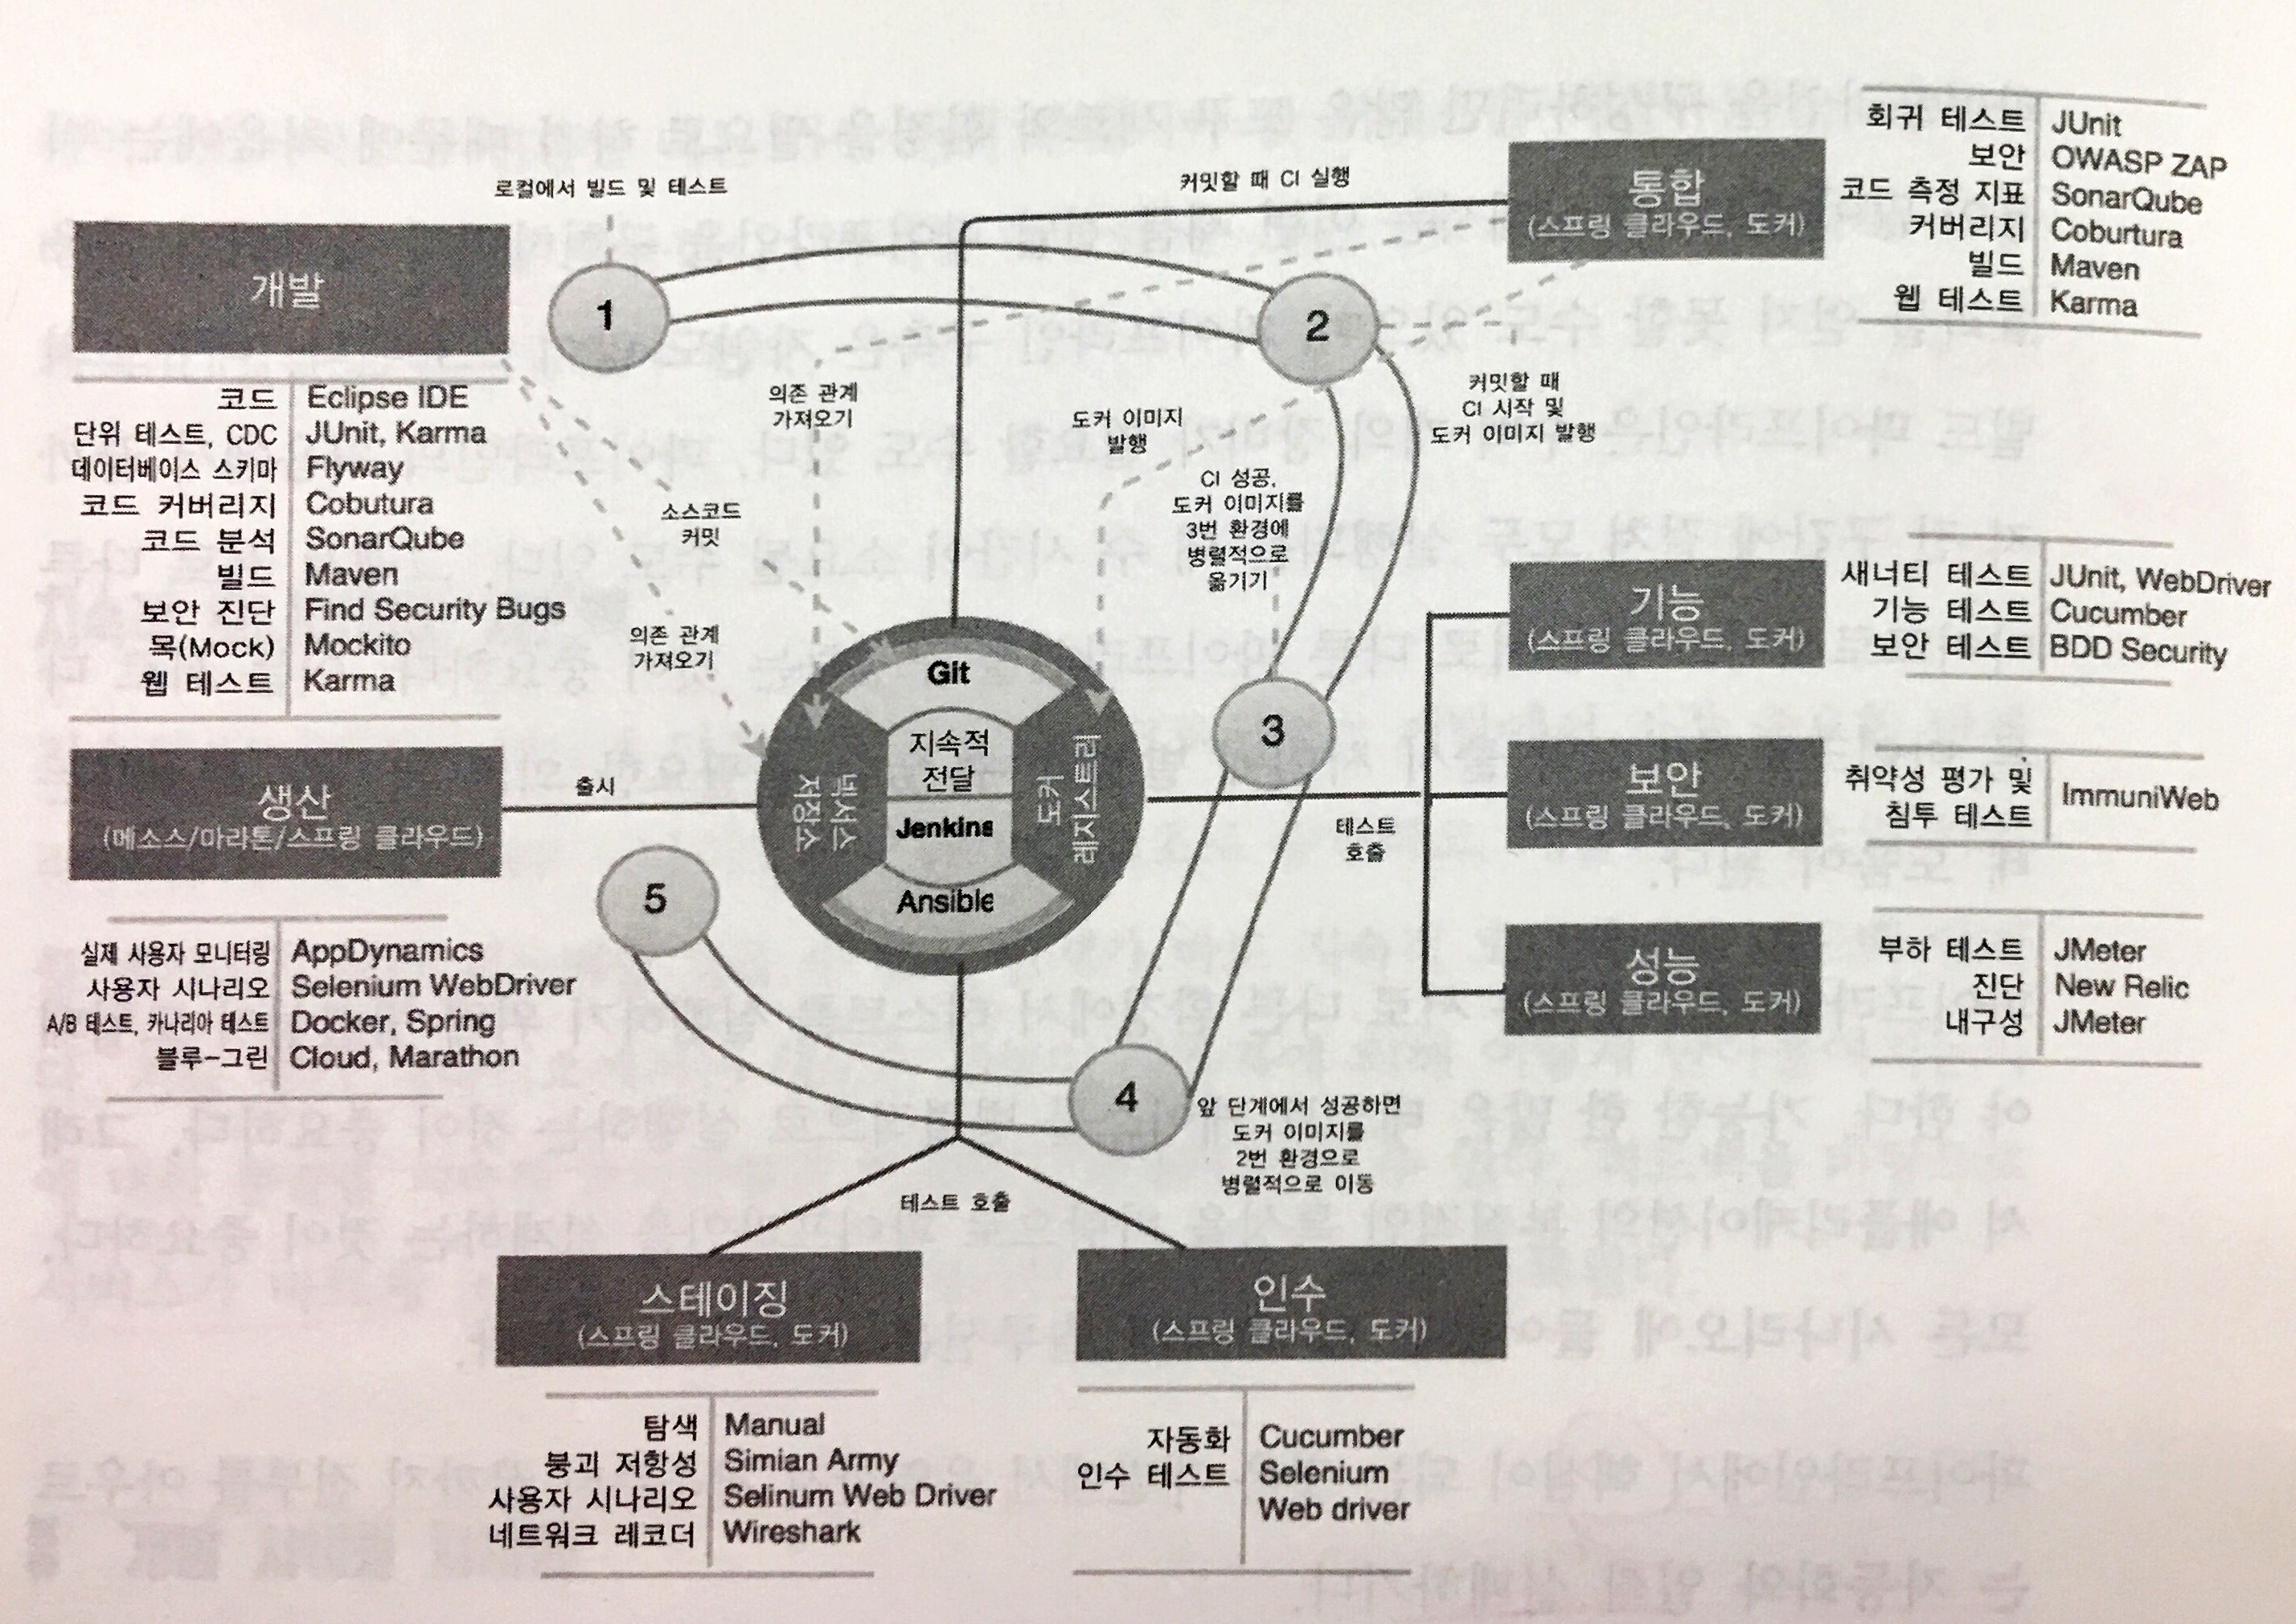 로컬에서 빌드 및 테스트
커밋할 때 CI 실행
개발
코드 Eclipse IDE
단위 테스트, CDC JUnit, Karma
데이터베이스 스키마 Flyway
코드 커버리지 Cobutura
코드 분석 SonarQube
빌드 Maven
보안 진단 Find Security Bugs
목(Mock) Mockito
웹 테스트 Karma
1
2
통합
(스프링 클라우드, 도커)
회귀 테스트 JUnit
보안 OWASP ZAP
코드 측정 지표 SonarQube
커버리지 Coburtura
빌드 Maven
웹 테스트 Karma
의존 관계
가져오기
도커 이미지
발행
커밋할 때
CI 시작 및
도커 이미지 발행
CI 성공,
도커 이미지를
3번 환경에
병렬적으로
옮기기
소스코드
커밋
의존 관계
가져오기
Git
지속적
전달
Jenkins
Ansible
넥서스
저장소
도커
레지스트리
3
테스트
호출
기능
(스프링 클라우드, 도커)
새너티 테스트 JUnit, WebDriver
기능 테스트 Cucumber
보안 테스트 BDD Security
보안
(스프링 클라우드, 도커)
취약성 평가 및
침투 테스트
ImmuniWeb
성능
(스프링 클라우드, 도커)
부하 테스트 JMeter
진단 New Relic
내구성 JMeter
생산
(메소스/마라톤/스프링 클라우드)
출시
실제 사용자 모니터링 AppDynamics
사용자 시나리오 Selenium WebDriver
A/B 테스트, 카나리아 테스트 Docker, Spring
블루-그린 Cloud, Marathon
5
4
앞 단계에서 성공하면
도커 이미지를
2번 환경으로
병렬적으로 이동
테스트 호출
스테이징
(스프링 클라우드, 도커)
탐색 Manual
붕괴 저항성 Simian Army
사용자 시나리오 Selinum Web Driver
네트워크 레코더 Wireshark
인수
(스프링 클라우드, 도커)
자동화 Cucumber
인수 테스트 Selenium
Web driver